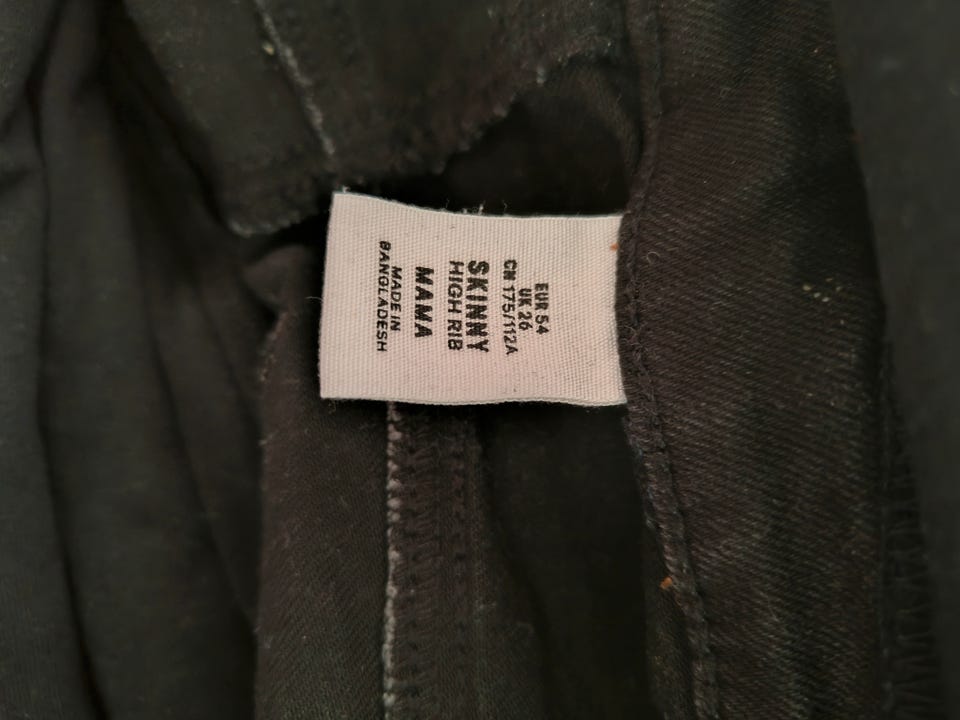 EUR 54
UK 26
CN 175/112A
SKINNY
HIGH RIB
MAMA
MADE IN
BANGLADESH